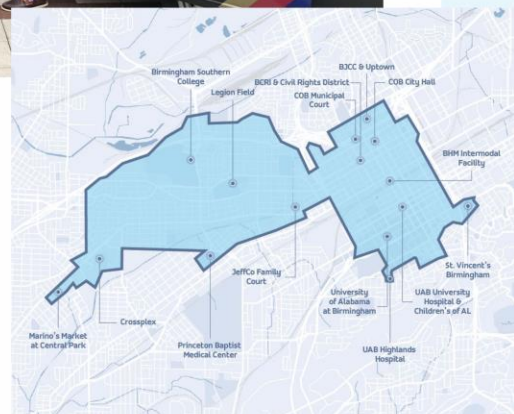 BJCC & Uptown
Birmingham Southern
College
BCRI & Civil Rights District
COB City Hall
Legion Field
COB Municipal
Court
BHM Intermodal
Facility
JeffCo Family
Court
St. Vincent's
Birmingham
University
of Alabama
at Birmingham
UAB University
Hospital &
Children's of AL
Crossplex
Marino's Market
at Central Park
Princeton Baptist
Medical Center
UAB Highlands
Hospital